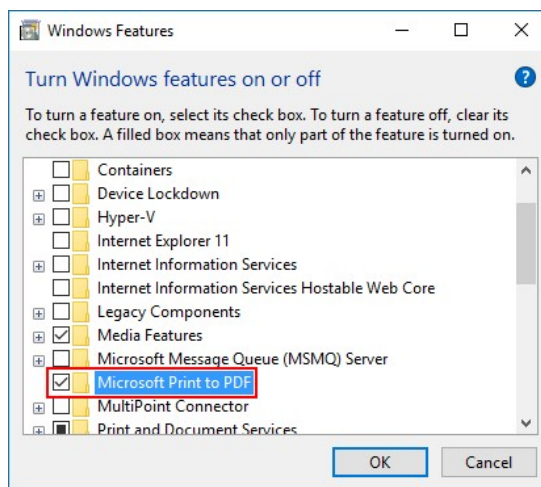 Windows Features
Turn Windows features on or off
To turn a feature on, select its check box. To turn a feature off, clear its
check box. A filled box means that only part of the feature is turned on.
Containers
Device Lockdown
Hyper-V
Internet Explorer 11
Internet Information Services
Internet Information Services Hostable Web Core
Legacy Components
Media Features
Microsoft Message Queue (MSMQ) Server
Microsoft Print to PDF
MultiPoint Connector
Print and Document Services
OK Cancel